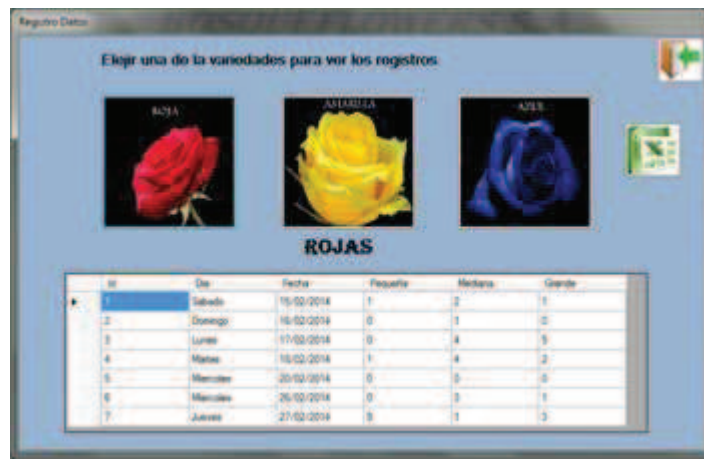 Registro Datos
Elejir una de la variedades para ver los registros
ROJA AMARILLA AZUL
ROJAS
Id Dia Fecha Pequeña Mediana Grande
1 Sabado 15/02/2014 1 2 1
2 Domingo 16/02/2014 0 1 0
3 Lunes 17/02/2014 0 4 5
4 Martes 18/02/2014 1 4 2
5 Miercoles 20/02/2014 0 0 0
6 Miercoles 26/02/2014 0 3 1
7 Jueves 27/02/2014 1 3